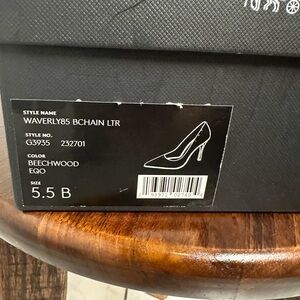 STYLE NAME
WAVERLY85 BCHAIN LTR
STYLE NO.
G3935 232701
COLOR
BEECHWOOD
EQO
SIZE
5.5 B